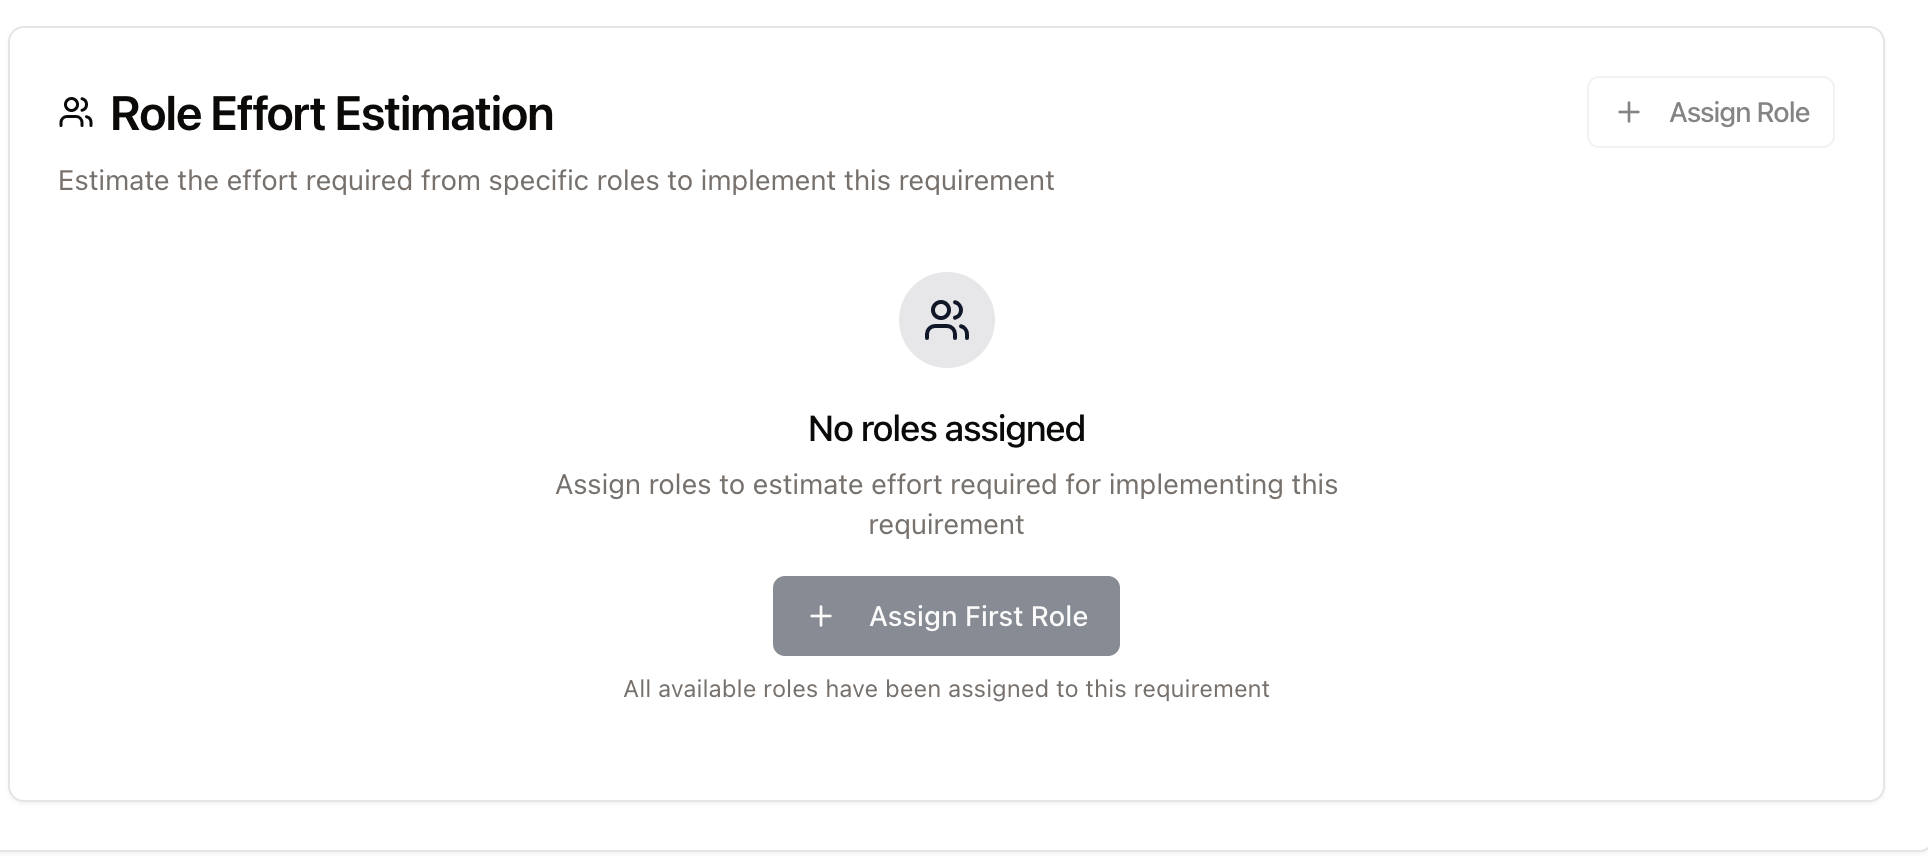 Role Effort Estimation
Assign Role
Estimate the effort required from specific roles to implement this requirement
No roles assigned
Assign roles to estimate effort required for implementing this
requirement
Assign First Role
All available roles have been assigned to this requirement